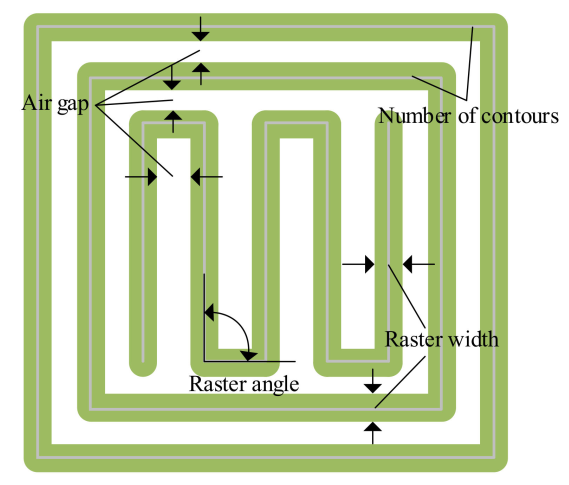 Air gap
Number of contours
Raster width
Raster angle